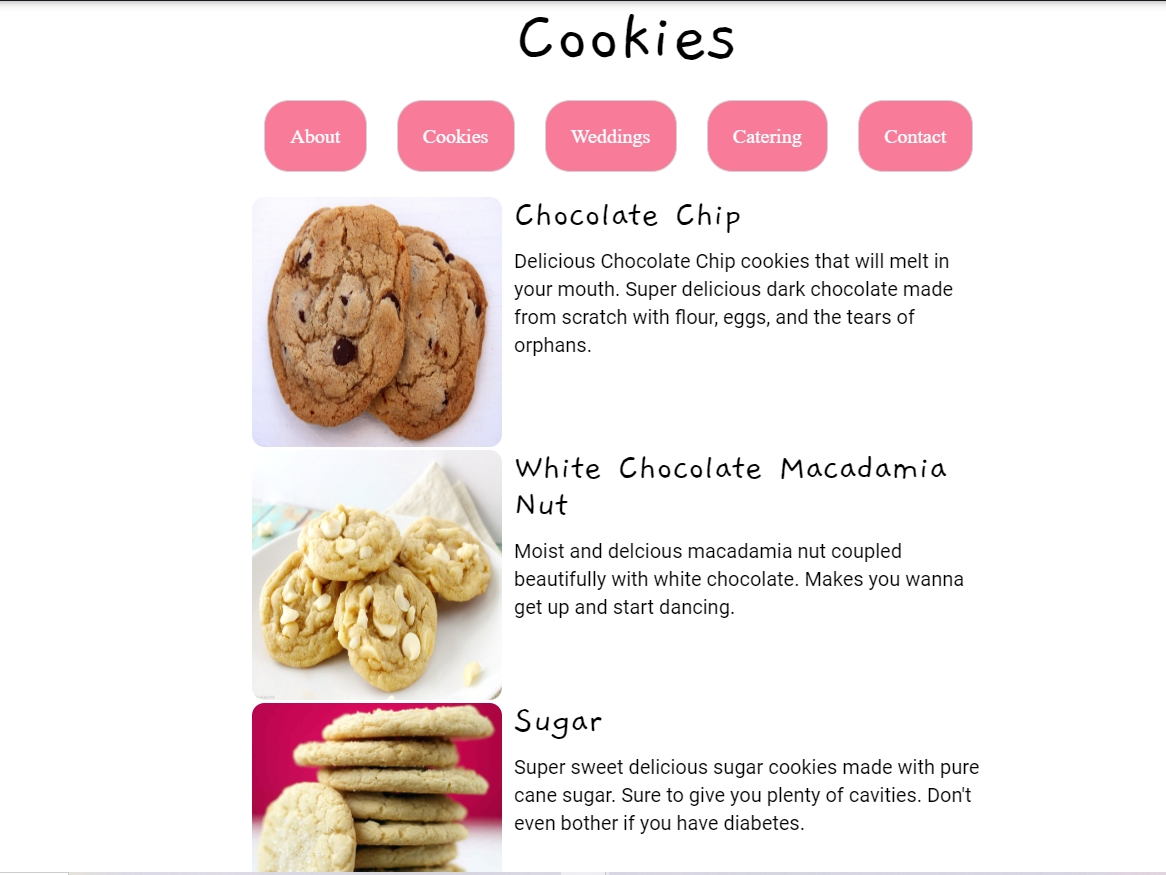 Cookies
About Cookies Weddings Catering Contact
Chocolate Chip
Delicious Chocolate Chip cookies that will melt in
your mouth. Super delicious dark chocolate made
from scratch with flour, eggs, and the tears of
orphans.
White Chocolate Macadamia
Nut
Moist and delcious macadamia nut coupled
beautifully with white chocolate. Makes you wanna
get up and start dancing.
Sugar
Super sweet delicious sugar cookies made with pure
cane sugar. Sure to give you plenty of cavities. Don't
even bother if you have diabetes.